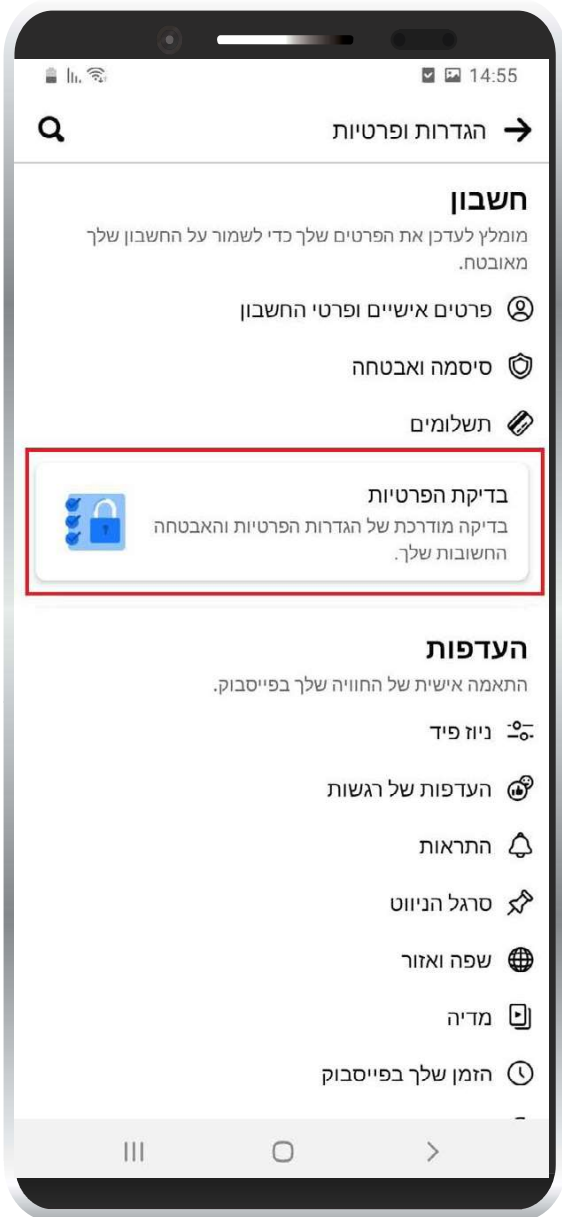 14:55
הגדרות ופרטיות
חשבון
מומלץ לעדכן את הפרטים שלך כדי לשמור על החשבון שלך
מאובטח.
פרטים אישיים ופרטי החשבון
סיסמה ואבטחה
תשלומים
בדיקת הפרטיות
בדיקה מודרכת של הגדרות הפרטיות והאבטחה
החשובות שלך.
העדפות
התאמה אישית של החוויה שלך בפייסבוק.
ניוז פיד
העדפות של רגשות
התראות
סרגל הניווט
שפה ואזור
מדיה
הזמן שלך בפייסבוק